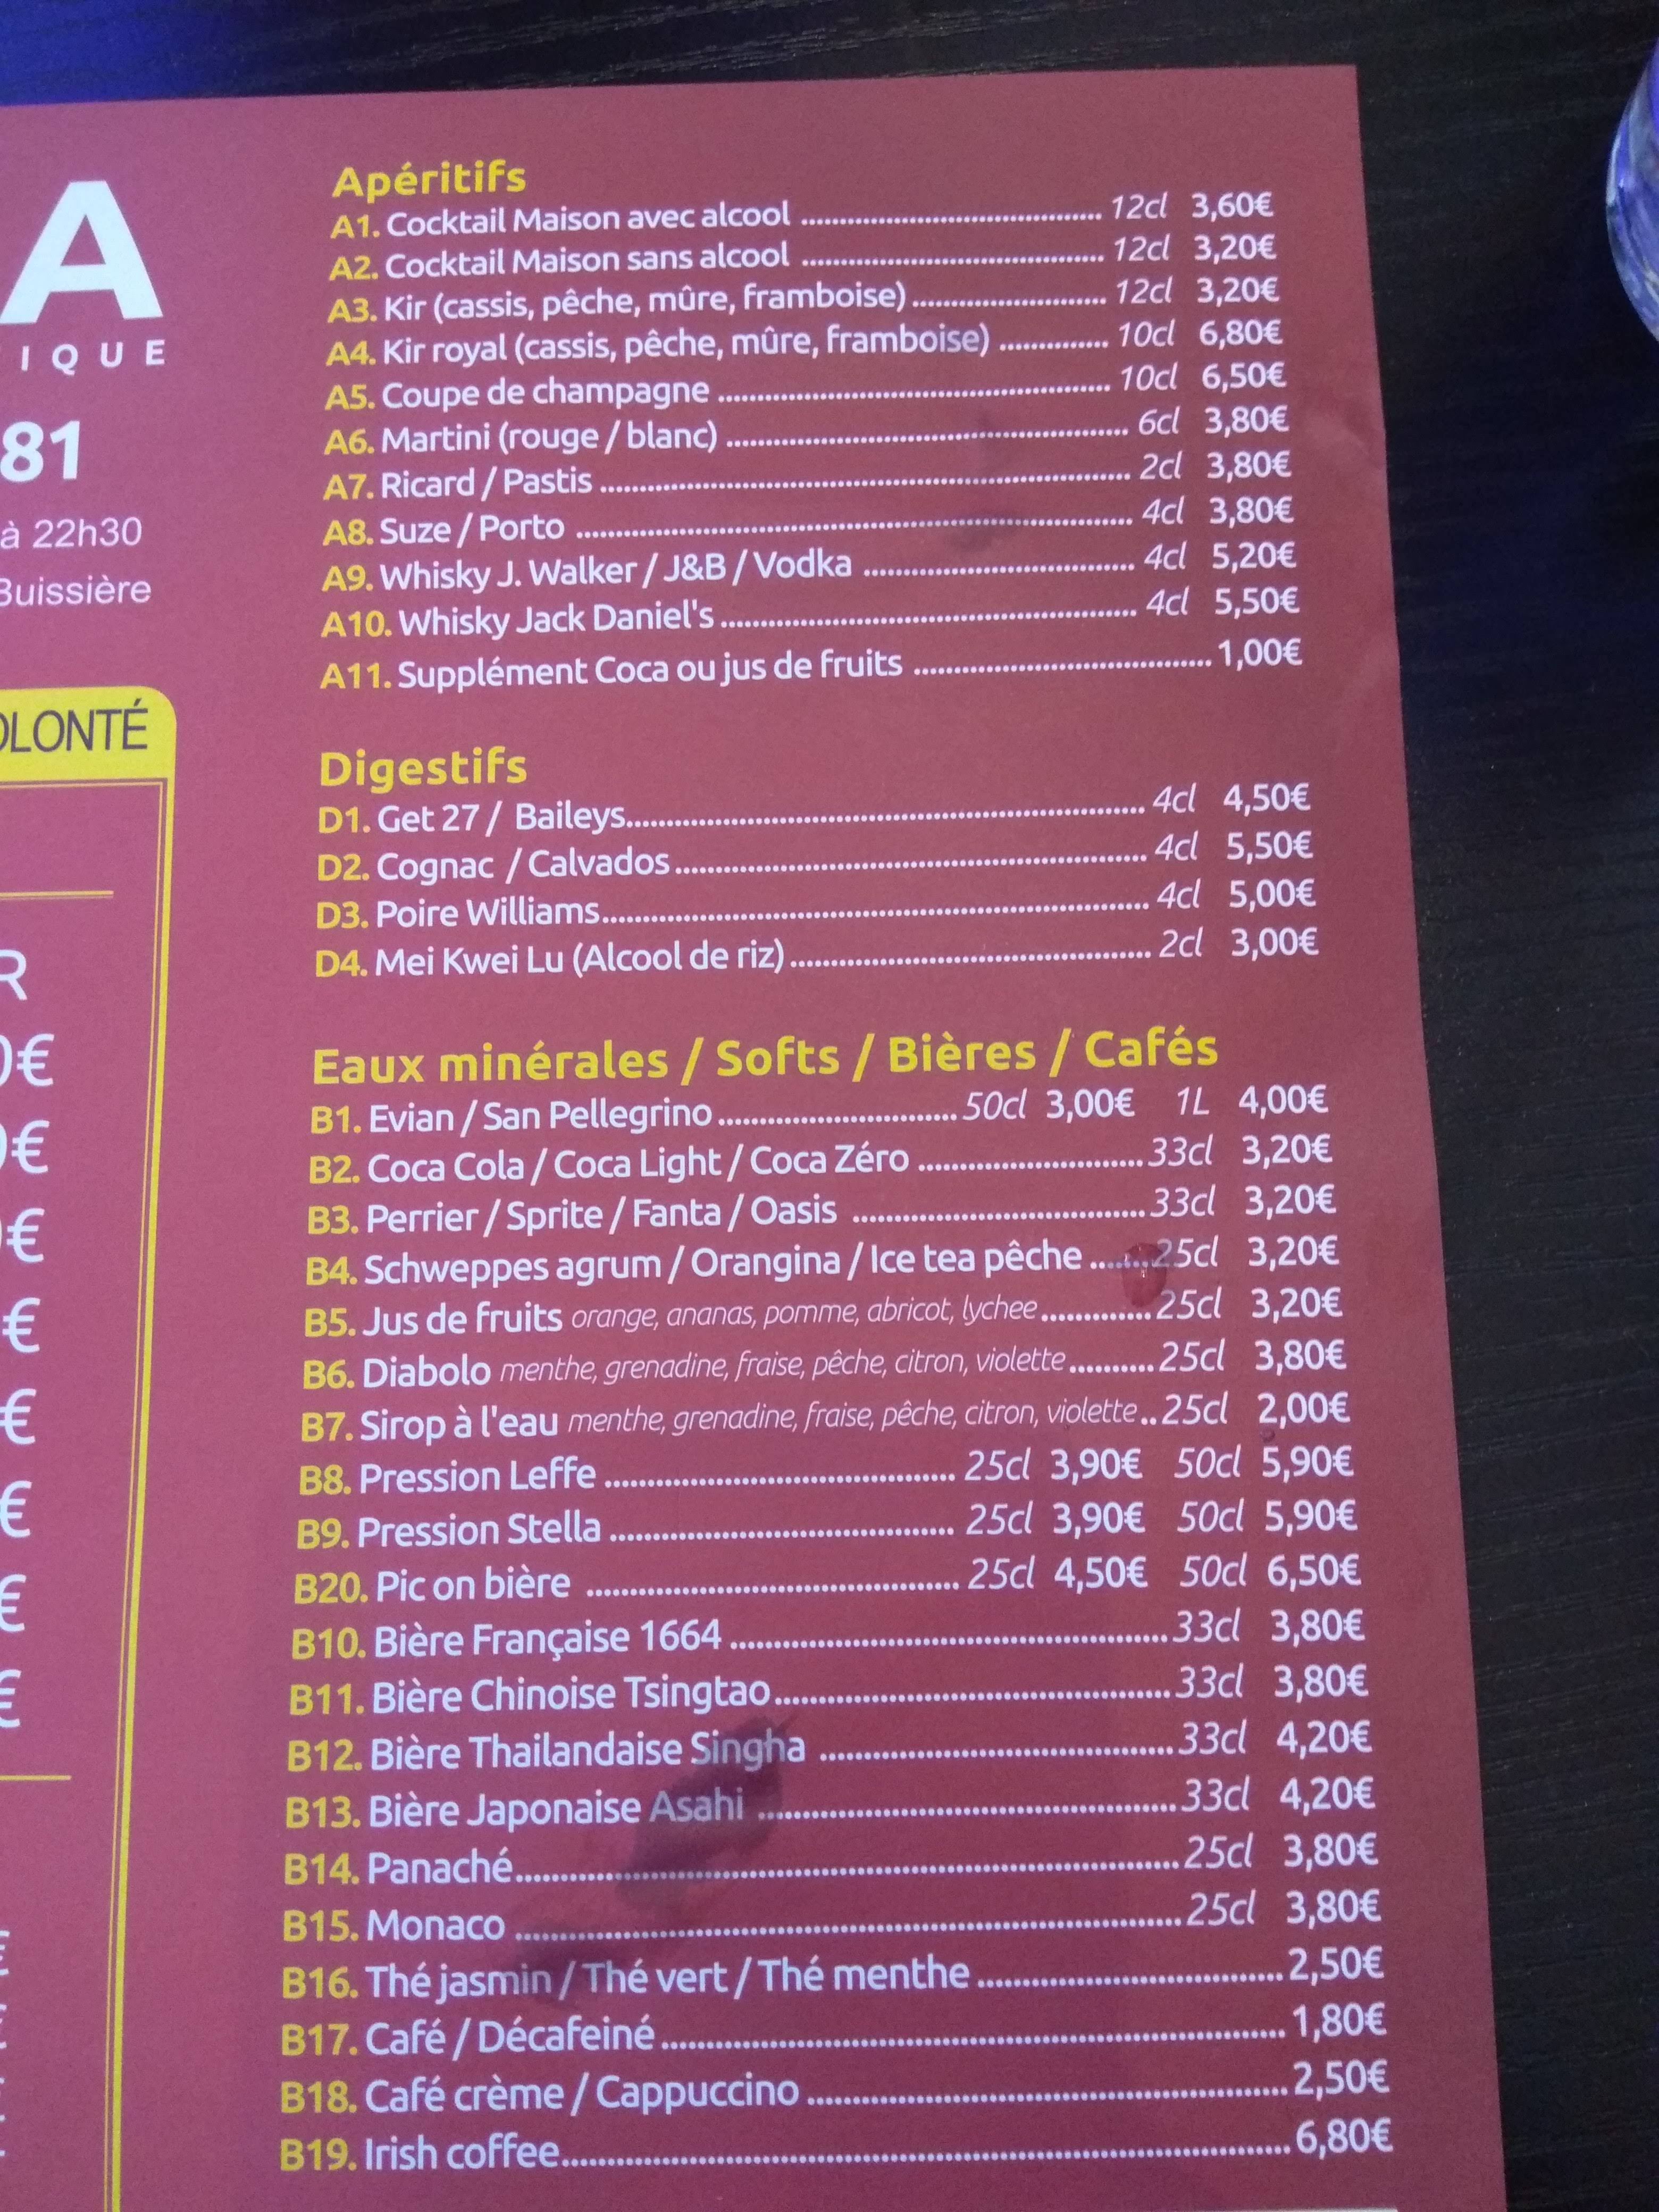 A
IQUE
81
à 22h30
Buissière
OLONTÉ
R
0€
€
€
€
€
€
€
€
Apéritifs
A1. Cocktail Maison avec alcool 12cl 3,60€
A2. Cocktail Maison sans alcool 12cl 3,20€
A3. Kir (cassis, pêche, mûre, framboise) 12cl 3,20€
A4. Kir royal (cassis, pêche, mûre, framboise) 10cl 6,80€
A5. Coupe de champagne 10cl 6,50€
A6. Martini (rouge / blanc) 6cl 3,80€
A7. Ricard / Pastis 2cl 3,80€
A8. Suze / Porto 4cl 3,80€
A9. Whisky J. Walker / J&B / Vodka 4cl 5,20€
A10. Whisky Jack Daniel's 4cl 5,50€
A11. Supplément Coca ou jus de fruits 1,00€
Digestifs
D1. Get 27 / Baileys 4cl 4,50€
D2. Cognac / Calvados 4cl 5,50€
D3. Poire Williams 4cl 5,00€
D4. Mei Kwei Lu (Alcool de riz) 2cl 3,00€
Eaux minérales / Softs / Bières / Cafés
B1. Evian / San Pellegrino 50cl 3,00€ 1L 4,00€
B2. Coca Cola / Coca Light / Coca Zéro 33cl 3,20€
B3. Perrier / Sprite / Fanta / Oasis 33cl 3,20€
B4. Schweppes agrum / Orangina / Ice tea pêche 25cl 3,20€
B5. Jus de fruits orange, ananas, pomme, abricot, lychee 25cl 3,20€
B6. Diabolo menthe, grenadine, fraise, pêche, citron, violette 25cl 3,80€
B7. Sirop à l'eau menthe, grenadine, fraise, pêche, citron, violette 25cl 2,00€
B8. Pression Leffe 25cl 3,90€ 50cl 5,90€
B9. Pression Stella 25cl 3,90€ 50cl 5,90€
B20. Pic on bière 25cl 4,50€ 50cl 6,50€
B10. Bière Française 1664 33cl 3,80€
B11. Bière Chinoise Tsingtao 33cl 3,80€
B12. Bière Thailandaise Singha 33cl 4,20€
B13. Bière Japonaise Asahi 33cl 4,20€
B14. Panaché 25cl 3,80€
B15. Monaco 25cl 3,80€
B16. Thé jasmin / Thé vert / Thé menthe 2,50€
B17. Café / Décafeiné 1,80€
B18. Café crème / Cappuccino 2,50€
B19. Irish coffee 6,80€